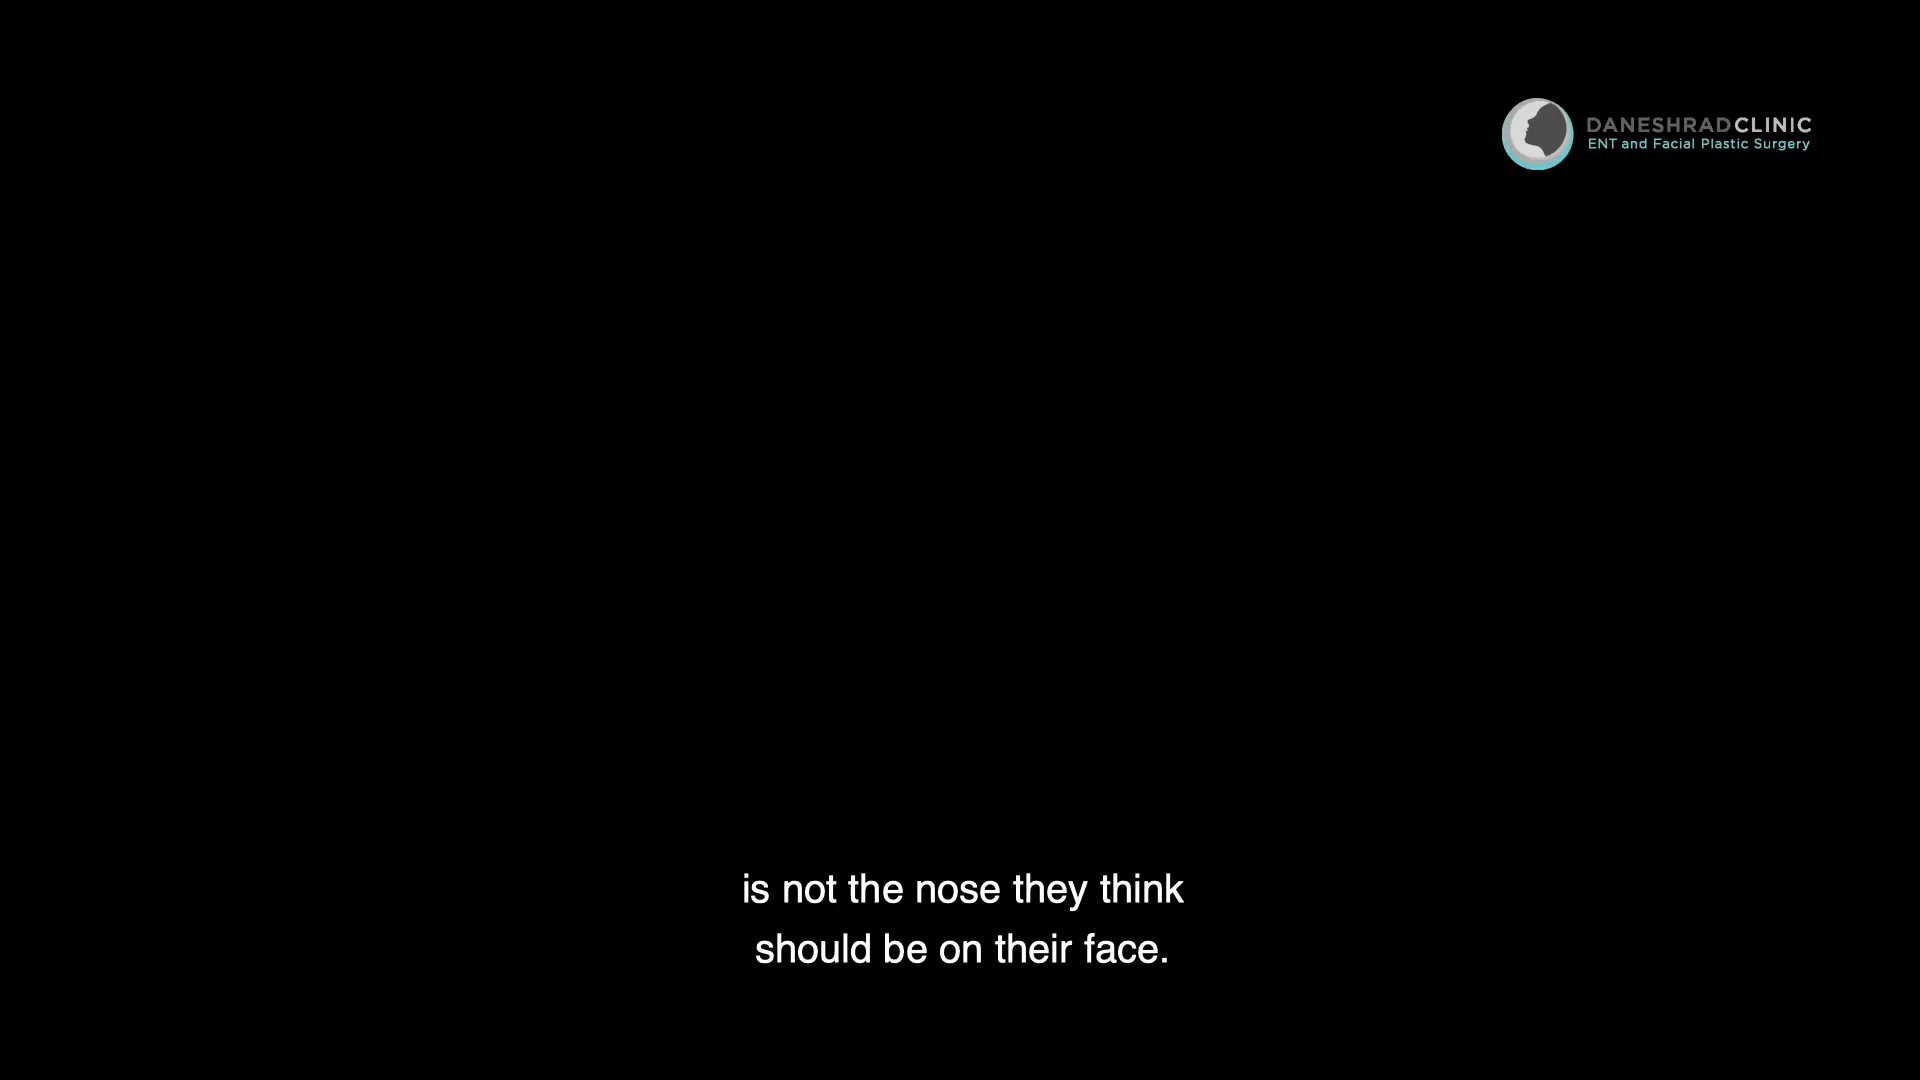 DANESHRADCLINIC
ENT and Facial Plastic Surgery
is not the nose they think
should be on their face.